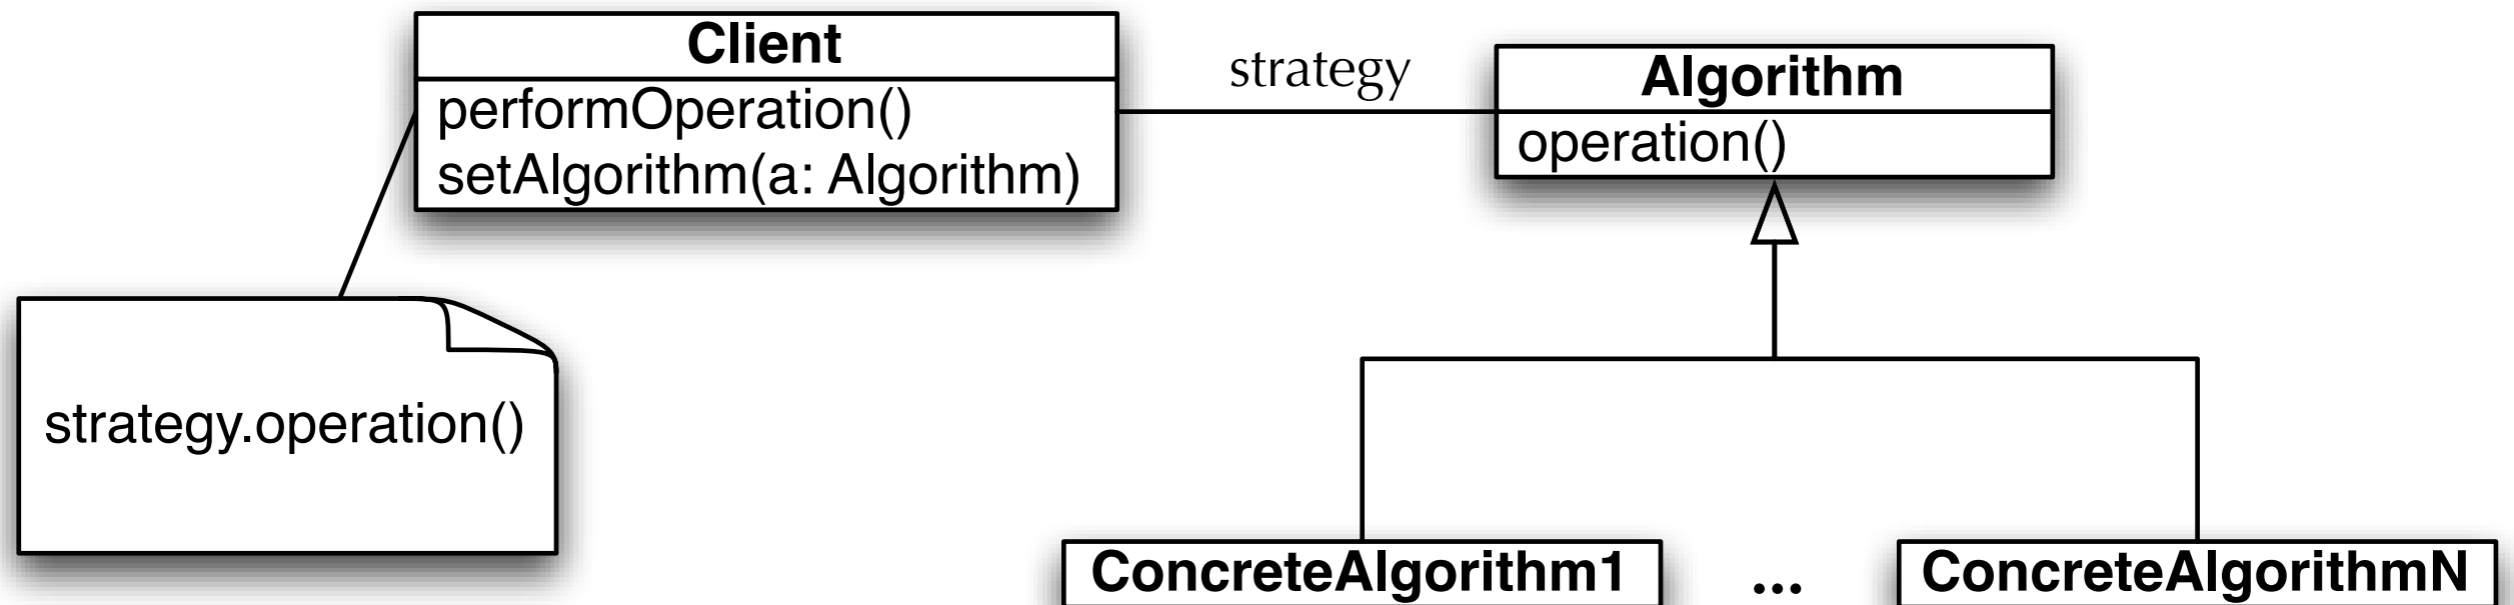 Client
performOperation()
setAlgorithm(a: Algorithm)
strategy
Algorithm
operation()
strategy.operation()
ConcreteAlgorithm1
...
ConcreteAlgorithmN